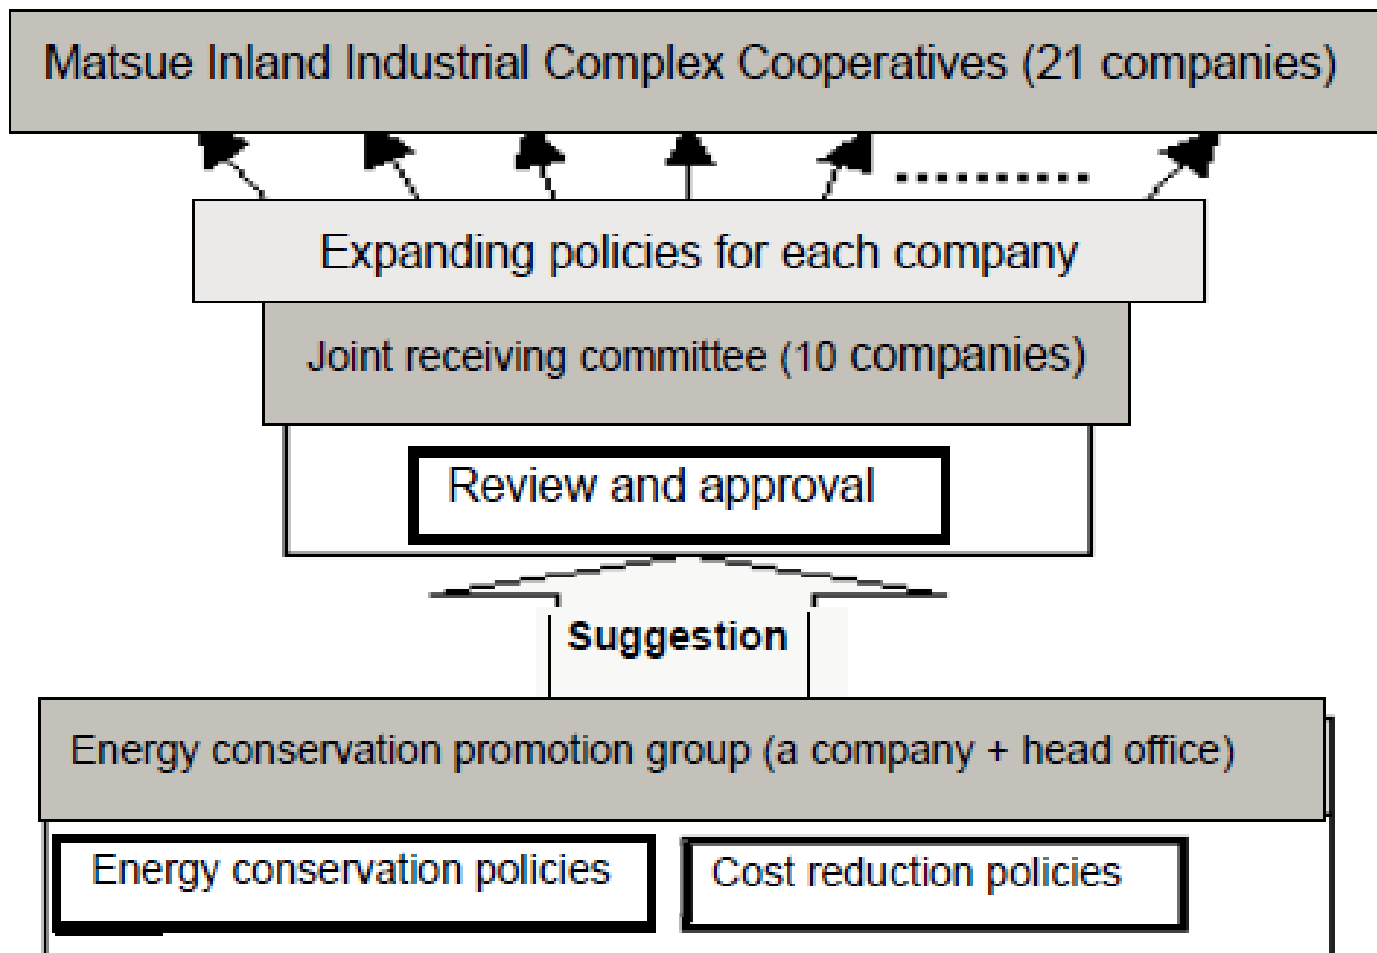 Matsue Inland Industrial Complex Cooperatives (21 companies)
Expanding policies for each company
Joint receiving committee (10 companies)
Review and approval
Suggestion
Energy conservation promotion group (a company + head office)
Energy conservation policies
Cost reduction policies